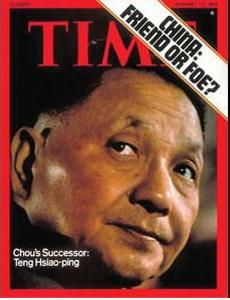 CHINA:
FRIEND OR FOE?
TIME
Chou's Successor:
Teng Hsiao-ping